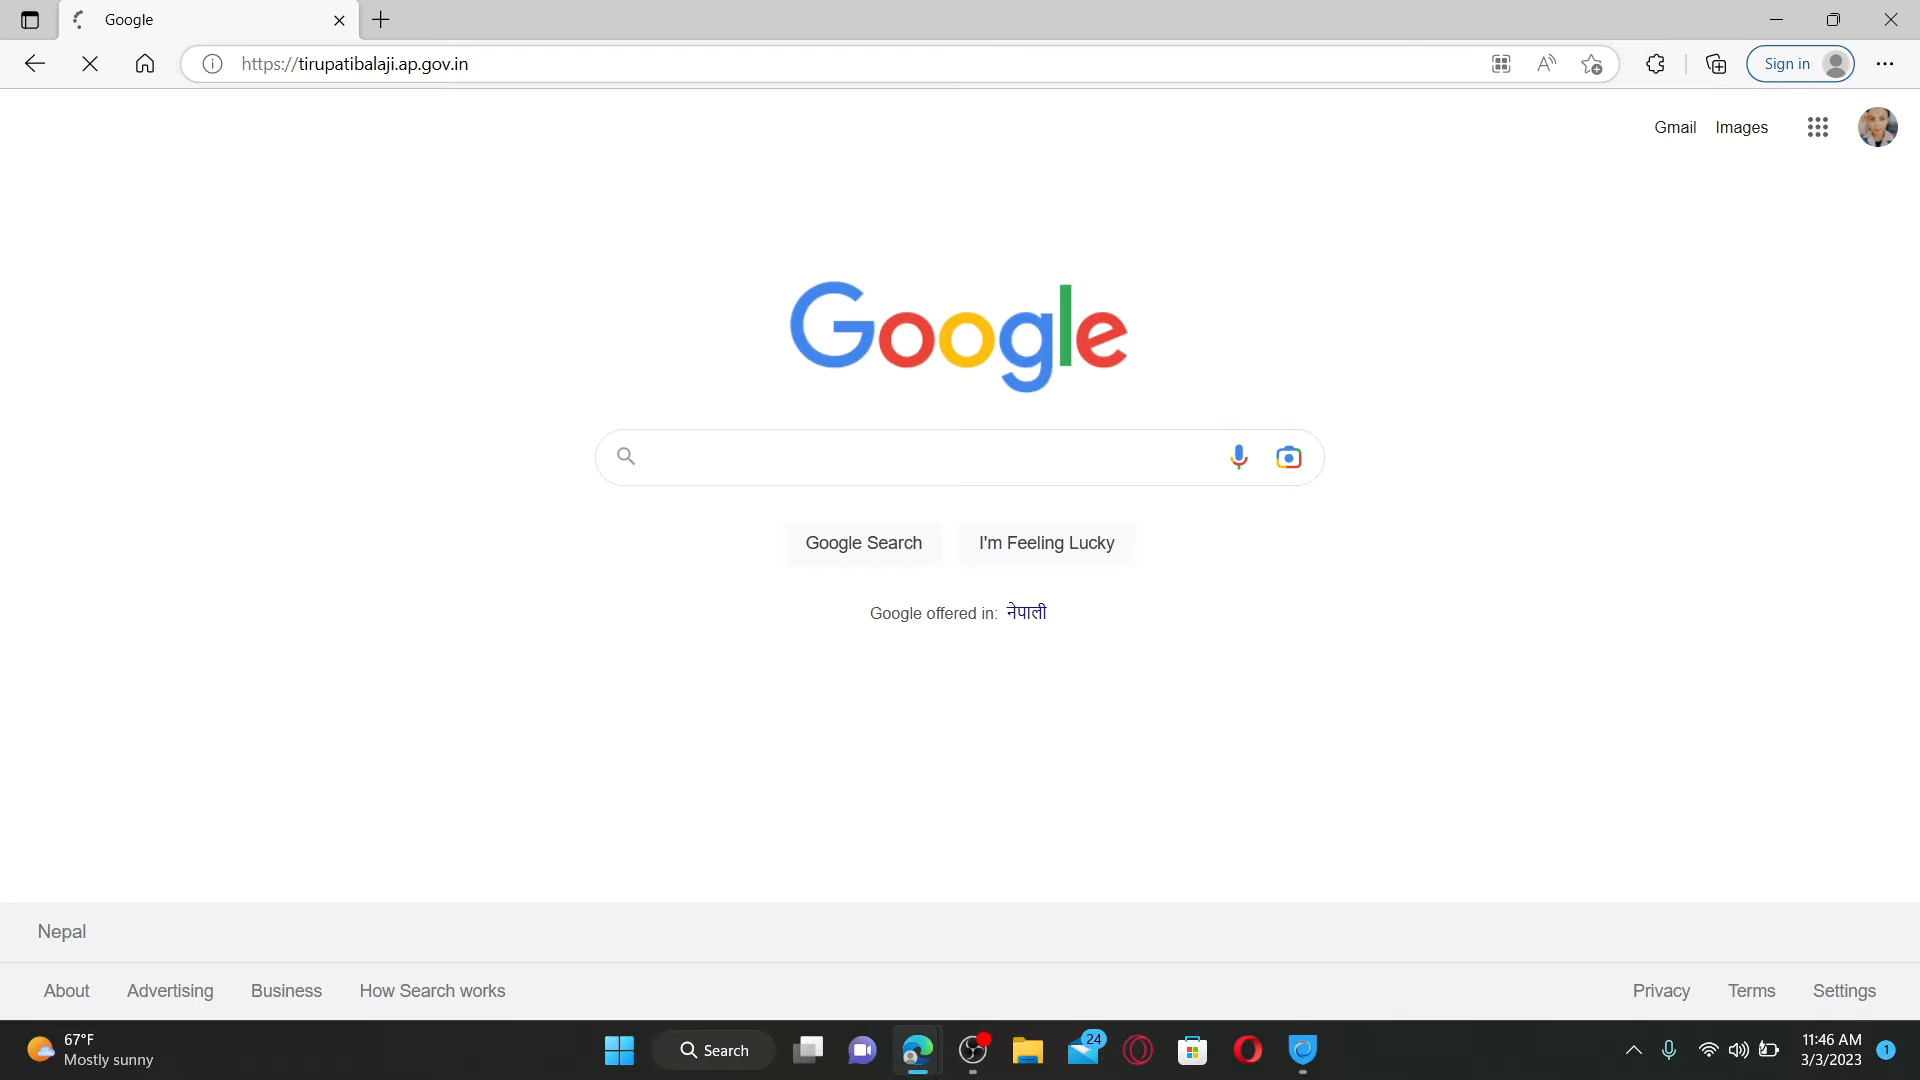 Google
https://tirupatibalaji.ap.gov.in
Sign in
Gmail Images
Google
Google Search I'm Feeling Lucky
Google offered in: नेपाली
Nepal
About Advertising Business How Search works Privacy Terms Settings
67°F
Mostly sunny
Search
24
11:46 AM
3/3/2023
1